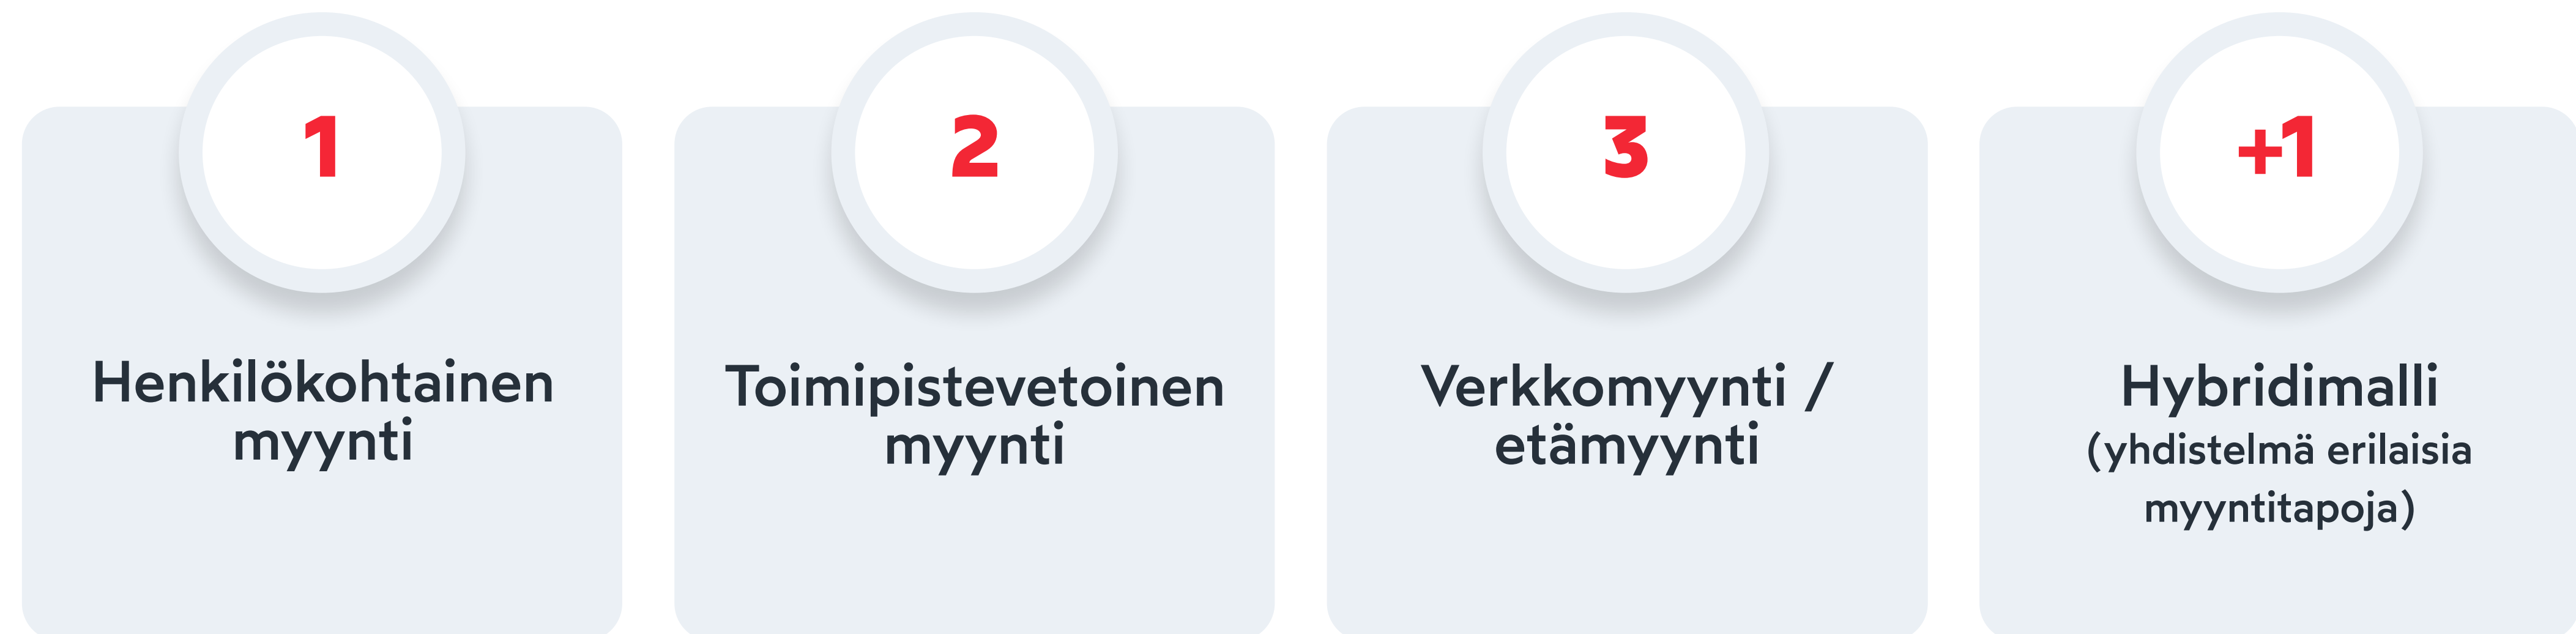 1
Henkilökohtainen
myynti
2
Toimipistevetoinen
myynti
3
Verkkomyynti /
etämyynti
+1
Hybridimalli
(yhdistelmä erilaisia
myyntitapoja)